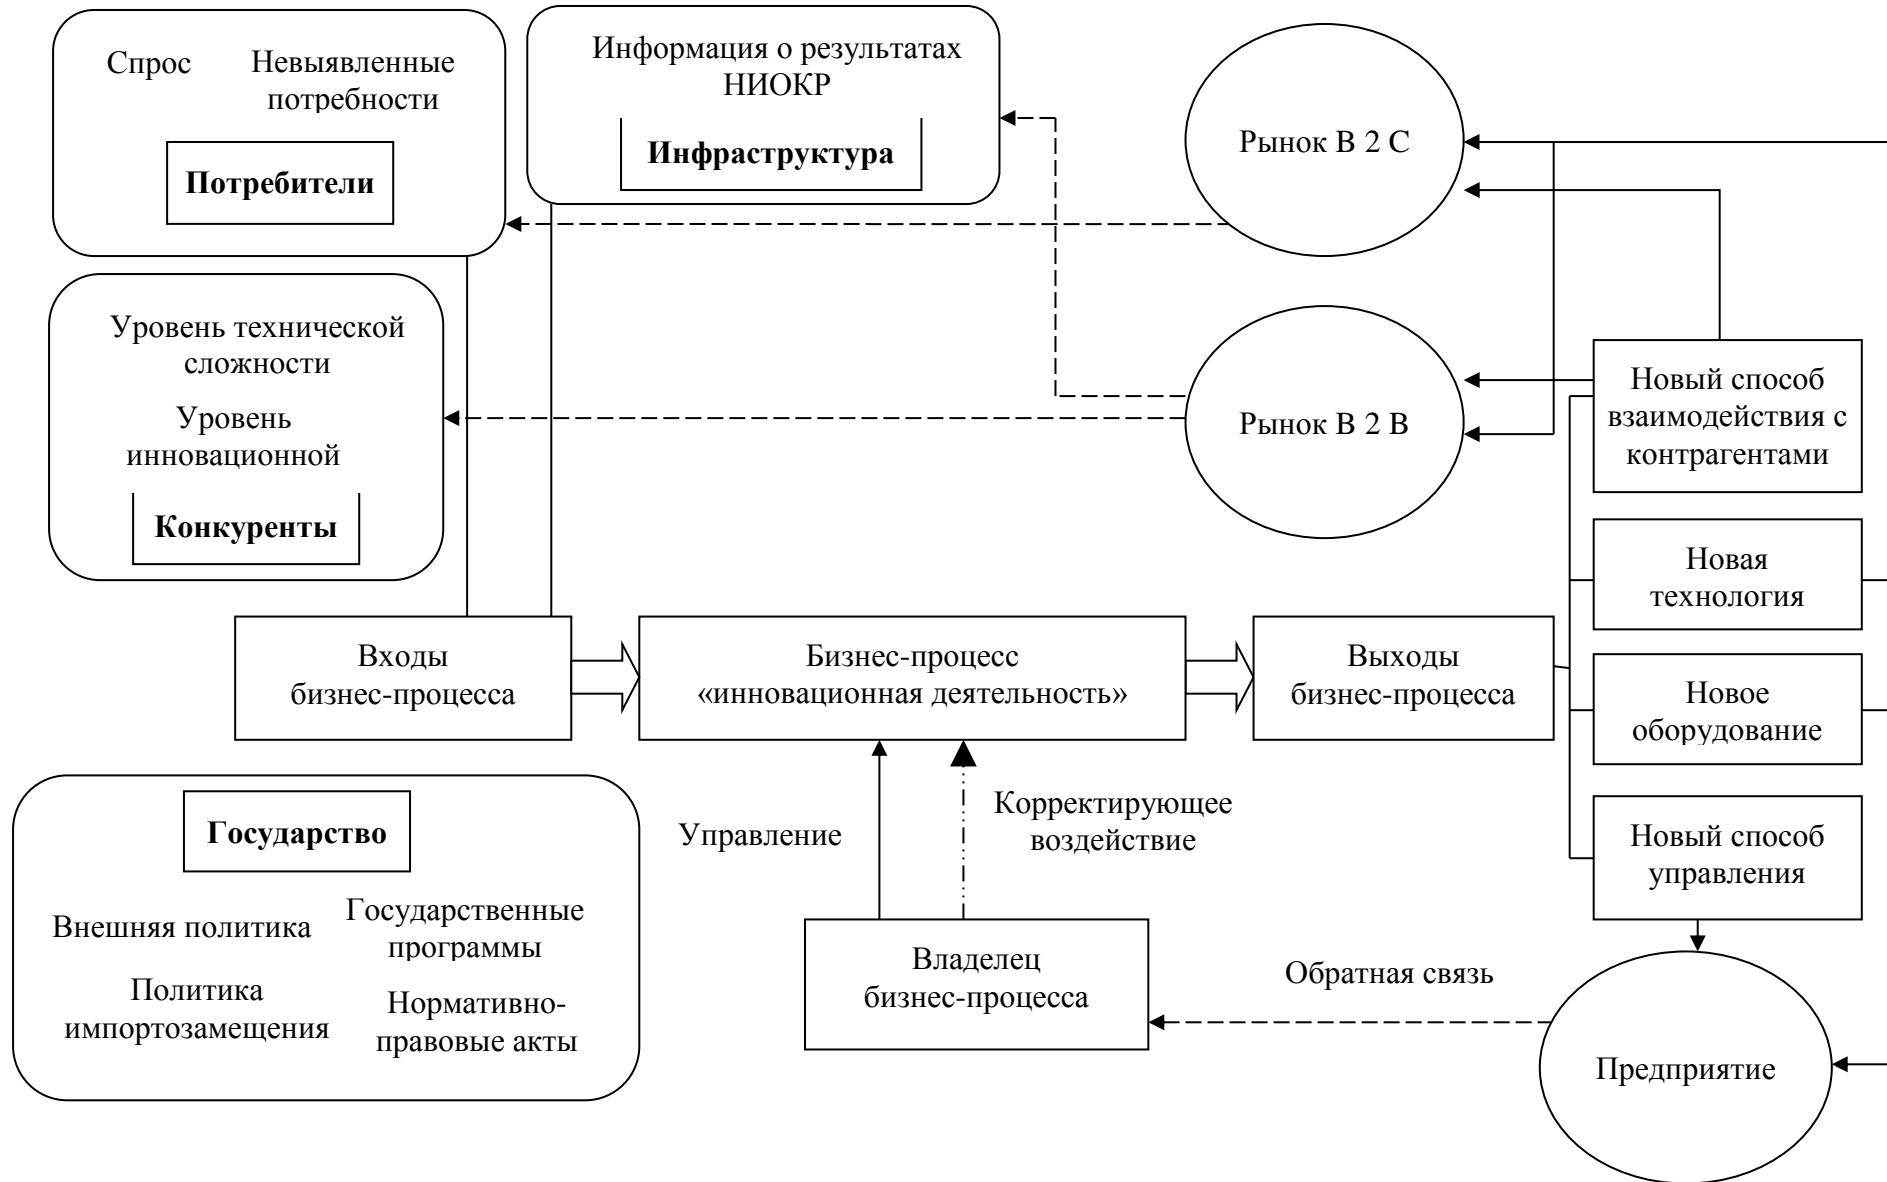 Спрос
Невыявленные
потребности
Потребители
Информация о результатах
НИОКР
Инфраструктура
Рынок В 2 С
Уровень технической
сложности
Уровень
инновационной
Конкуренты
Рынок В 2 В
Новый способ
взаимодействия с
контрагентами
Новая
технология
Входы
бизнес-процесса
Бизнес-процесс
«инновационная деятельность»
Выходы
бизнес-процесса
Новое
оборудование
Государство
Внешняя политика
Государственные
программы
Политика
импортозамещения
Нормативно-
правовые акты
Управление
Корректирующее
воздействие
Новый способ
управления
Владелец
бизнес-процесса
Обратная связь
Предприятие